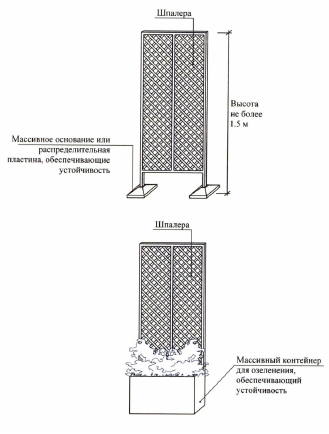 Шпалера
Высота
не более
1.5 м
Массивное основание или
распределительная
пластина, обеспечивающие
устойчивость
Шпалера
Массивный контейнер
для озеленения,
обеспечивающий
устойчивость